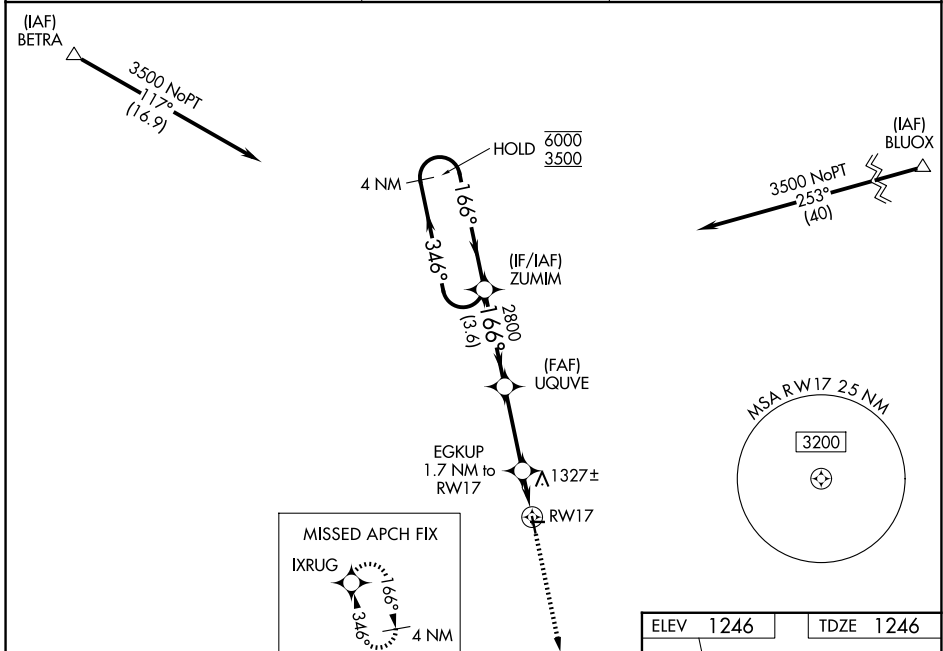 (IAF)
BETRA
3500 NoPT
117°
(16.9)
HOLD
6000
3500
4 NM
166°
346°
(IAF)
BLUOX
3500 NoPT
253°
(40)
(IF/IAF)
ZUMIM
2800
166°
(3.6)
(FAF)
UQUVE
EGKUP
1.7 NM to
RW17
1327±
RW17
MSA RW17 25 NM
3200
MISSED APCH FIX
IXRUG
166°
346°
4 NM
ELEV 1246
TDZE 1246